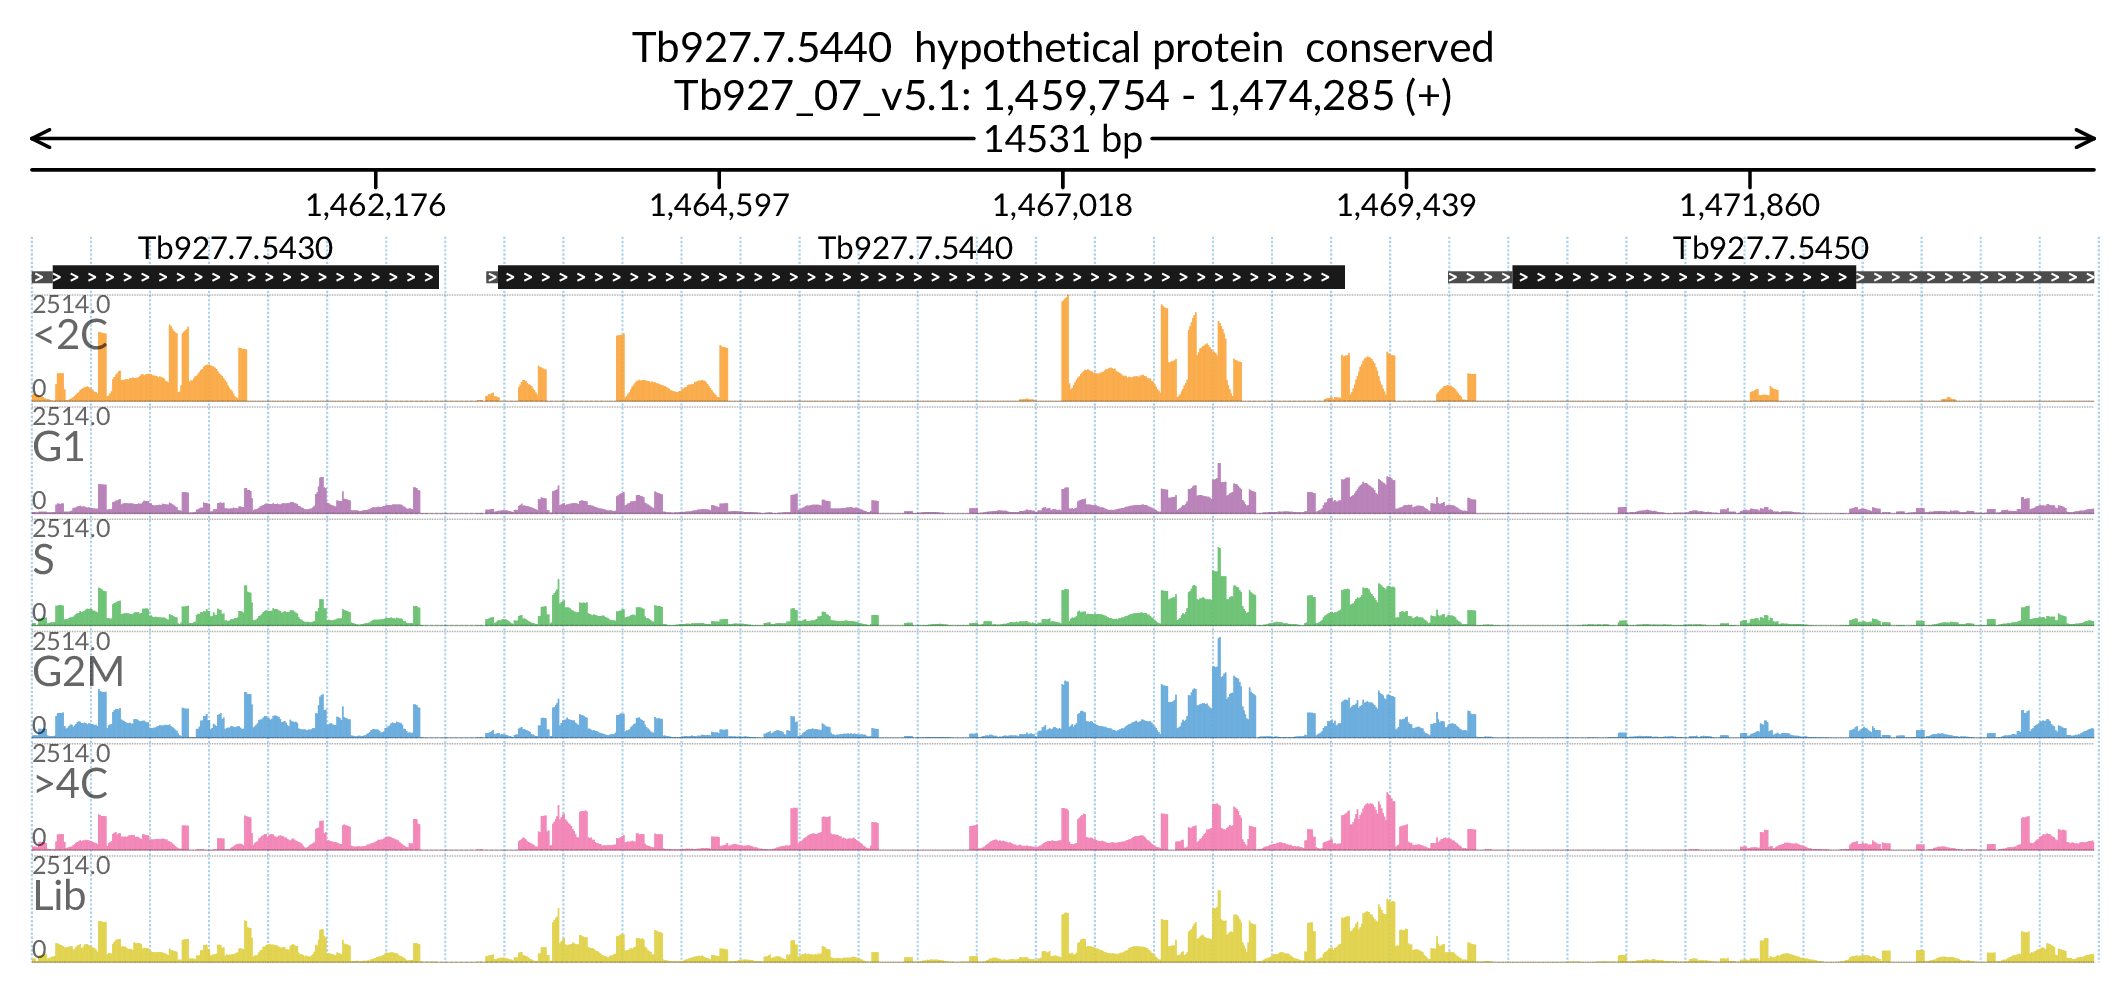 Tb927.7.5440  hypothetical protein  conserved
Tb927_07_v5.1: 1,459,754 - 1,474,285 (+)
14531 bp
1,462,176 1,464,597 1,467,018 1,469,439 1,471,860
Tb927.7.5430 Tb927.7.5440 Tb927.7.5450
2514.0
<2C
0
2514.0
G1
0
2514.0
S
0
2514.0
G2M
0
2514.0
>4C
0
2514.0
Lib
0